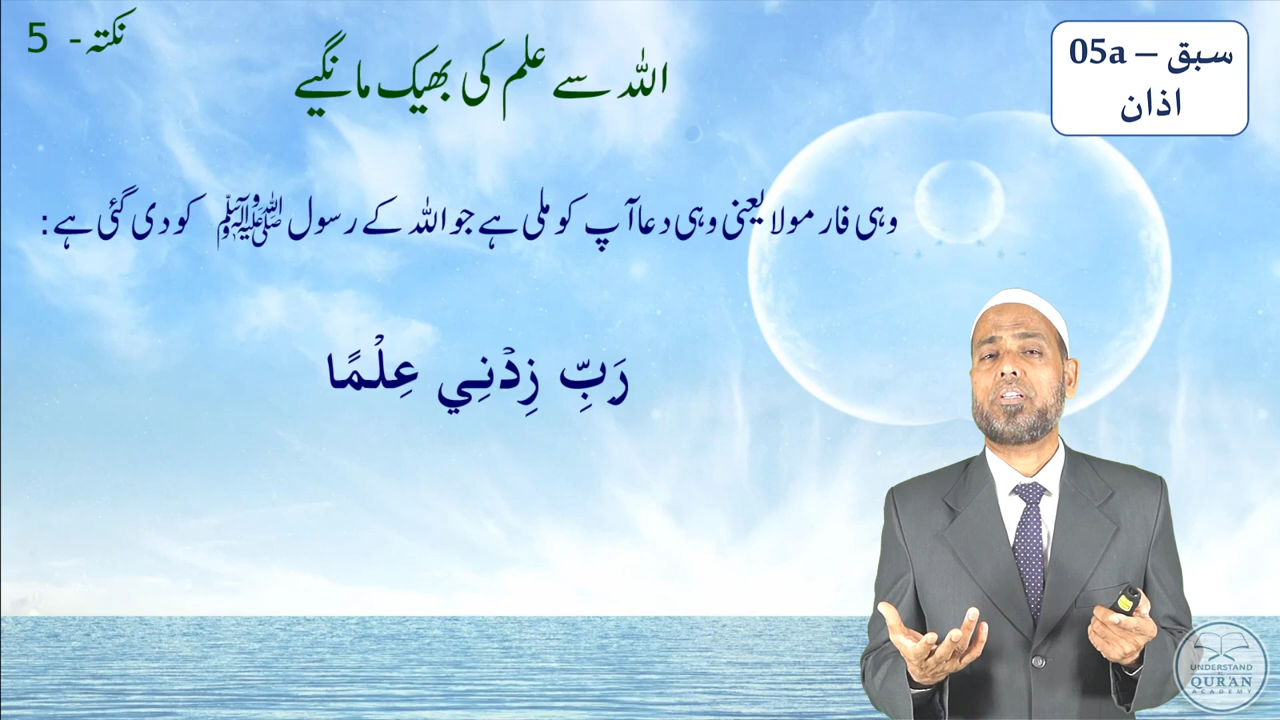 نکتہ - 5
سبق – 05a
اذان
اللہ سے علم کی بھیک مانگیے
وہی فارمولا یعنی وہی دعا آپ کو ملی ہے جو اللہ کے رسول ﷺ کو دی گئی ہے:
رَبِّ زِدْنِي عِلْمًا
UNDERSTAND
QURAN
ACADEMY